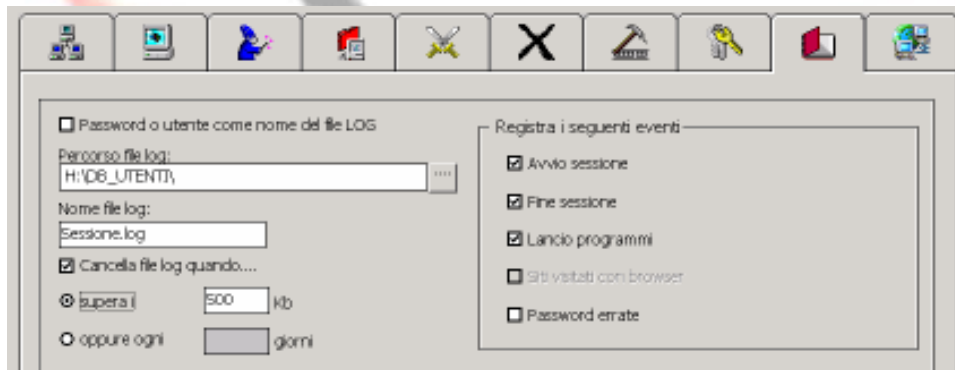 Password o utente come nome del file LOG
Percorso file log:
H:\DB_UTENTI\
Nome file log:
Sessione.log
Cancella file log quando....
supera i 500 Kb
oppure ogni giorni
Registra i seguenti eventi
Avvio sessione
Fine sessione
Lancio programmi
Siti visitati con browser
Password errate